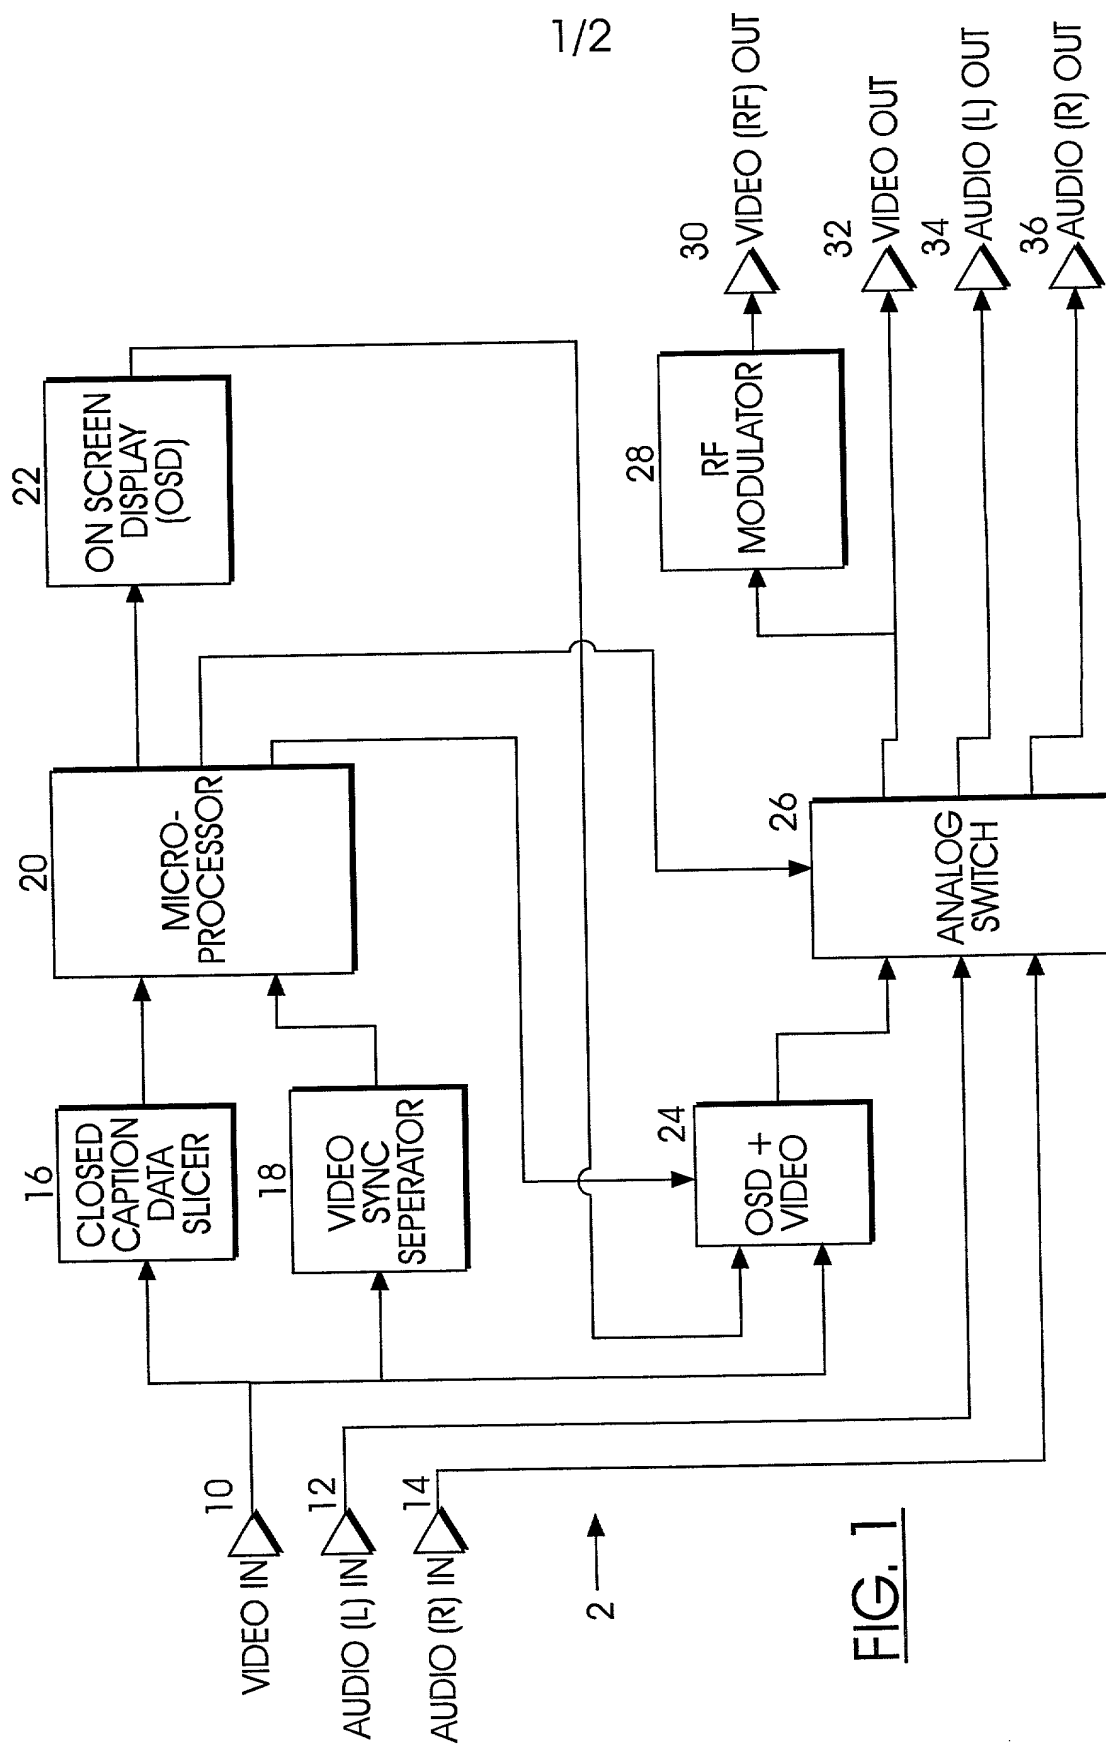 1/2
VIDEO IN
10
AUDIO (L) IN
12
AUDIO (R) IN
14
16
CLOSED
CAPTION
DATA
SLICER
18
VIDEO
SYNC
SEPERATOR
20
MICRO-
PROCESSOR
22
ON SCREEN
DISPLAY
(OSD)
24
OSD +
VIDEO
26
ANALOG
SWITCH
28
RF
MODULATOR
30
VIDEO (RF) OUT
32
VIDEO OUT
34
AUDIO (L) OUT
36
AUDIO (R) OUT
2
FIG. 1